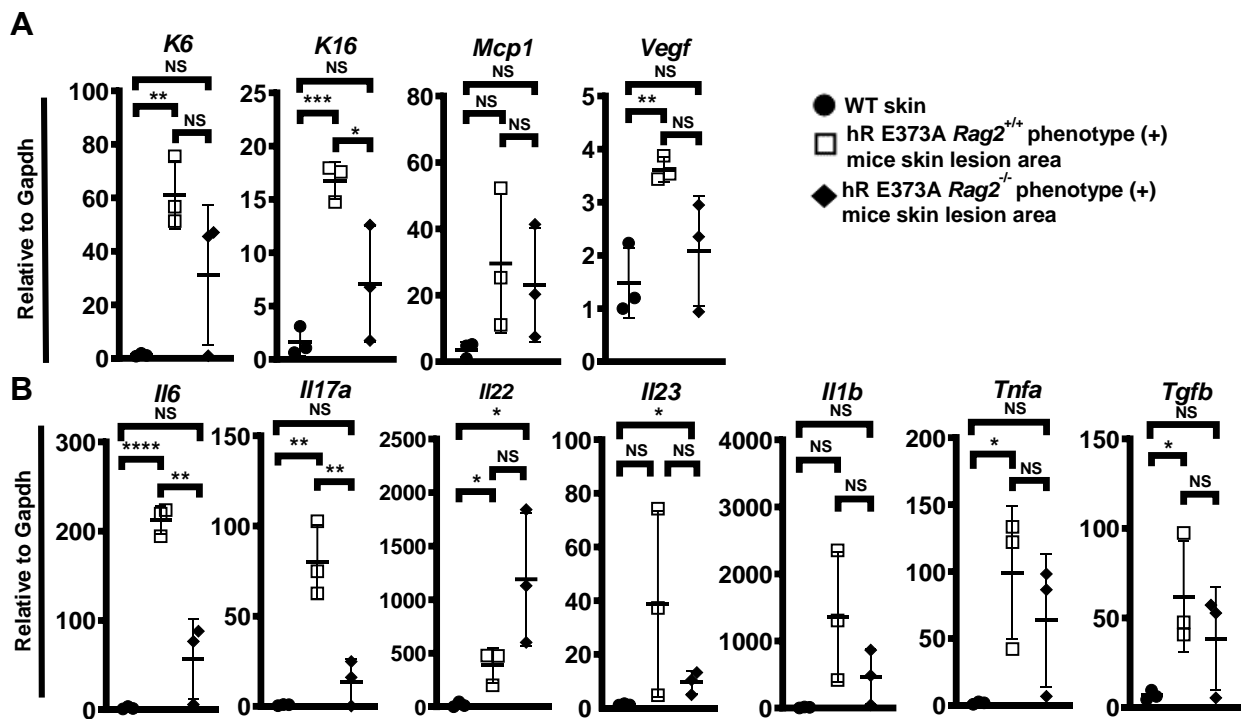 A
K6
K16
Mcp1
Vegf
NS
**
NS
NS
***
*
NS
NS
NS
NS
**
NS
Relative to Gapdh
100
80
60
40
20
0
25
20
15
10
5
0
80
60
40
20
0
5
4
3
2
1
0
WT skin
hR E373A Rag2+/+ phenotype (+)
mice skin lesion area
hR E373A Rag2-/- phenotype (+)
mice skin lesion area
B
Il6
Il17a
Il22
Il23
Il1b
Tnfa
Tgfb
NS
****
**
NS
**
**
*
*
NS
*
NS
NS
NS
NS
NS
NS
*
NS
NS
*
NS
Relative to Gapdh
300
200
100
0
150
100
50
0
2500
2000
1500
1000
500
0
100
80
60
40
20
0
4000
3000
2000
1000
0
200
150
100
50
0
150
100
50
0